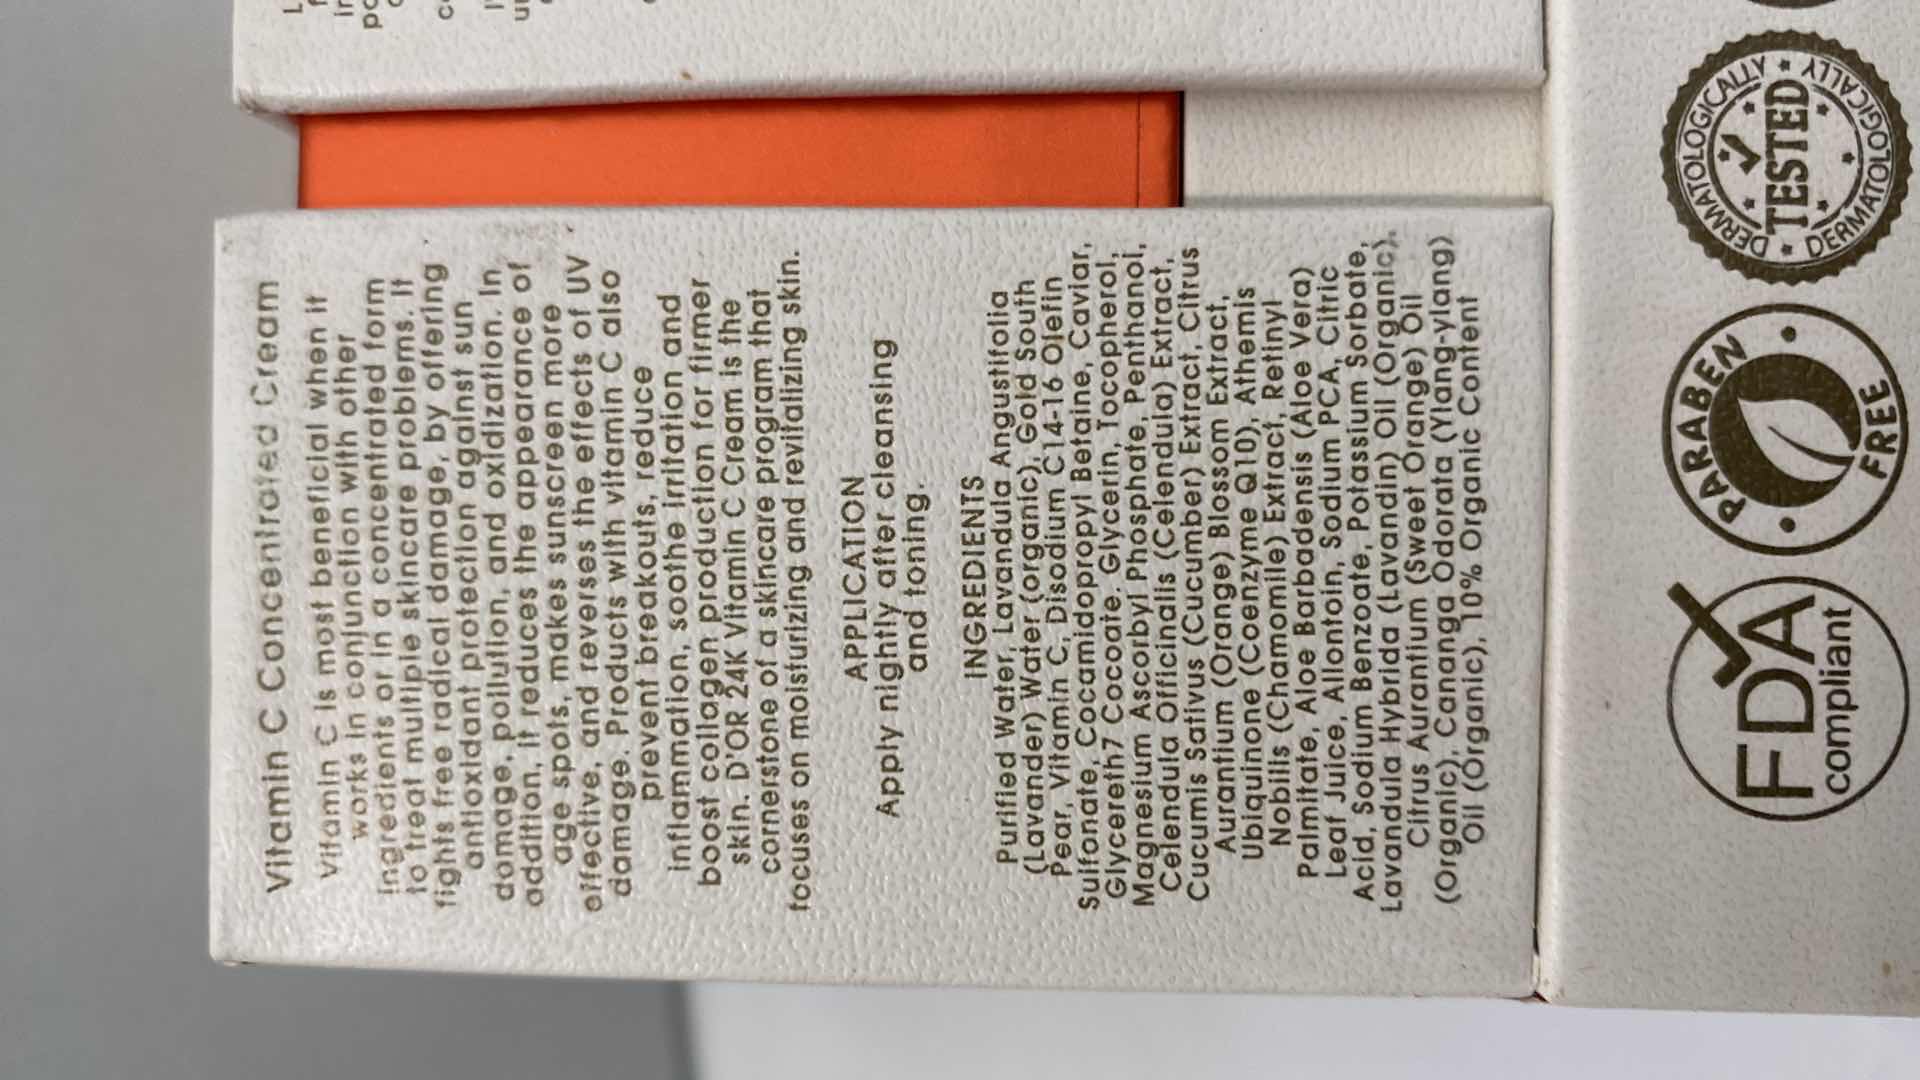 Vitamin C Concentrated Cream
Vitamin C is most beneficial when it
works in conjunction with other
ingredients or in a concentrated form
to treat multiple skincare problems. It
fights free radical damage, by offering
antioxidant protection against sun
damage, pollution, and oxidization. In
addition, it reduces the appearance of
age spots, makes sunscreen more
effective, and reverses the effects of UV
damage. Products with vitamin C also
prevent breakouts, reduce
inflammation, soothe irritation and
boost collagen production for firmer
skin. D'OR 24K Vitamin C Cream is the
cornerstone of a skincare program that
focuses on moisturizing and revitalizing skin.
APPLICATION
Apply nightly after cleansing
and toning.
INGREDIENTS
Purified Water, Lavandula Angustifolia
(Lavander) Water (organic), Gold South
Pear, Vitamin C, Disodium C14-16 Olefin
Sulfonate, Cocamidopropyl Betaine, Caviar,
Glycereth7 Cocoate, Glycerin, Tocopherol,
Magnesium Ascorbyl Phosphate, Penthanol,
Celendula Officinalis (Celendula) Extract,
Cucumis Sativus (Cucumber) Extract, Citrus
Aurantium (Orange) Blossom Extract,
Ubiquinone (Coenzyme Q10), Athemis
Nobilis (Chamomile) Extract, Retinyl
Palmitate, Aloe Barbadensis (Aloe Vera)
Leaf Juice, Allontoin, Sodium PCA, Citric
Acid, Sodium Benzoate, Potassium Sorbate,
Lavandula Hybrida (Lavandin) Oil (Organic),
Citrus Aurantium (Sweet Orange) Oil
(Organic), Cananga Odorata (Ylang-ylang)
Oil (Organic), 10% Organic Content
FDA
compliant
PARABEN
FREE
DERMATOLOGICALLY
TESTED
DERMATOLOGICALLY